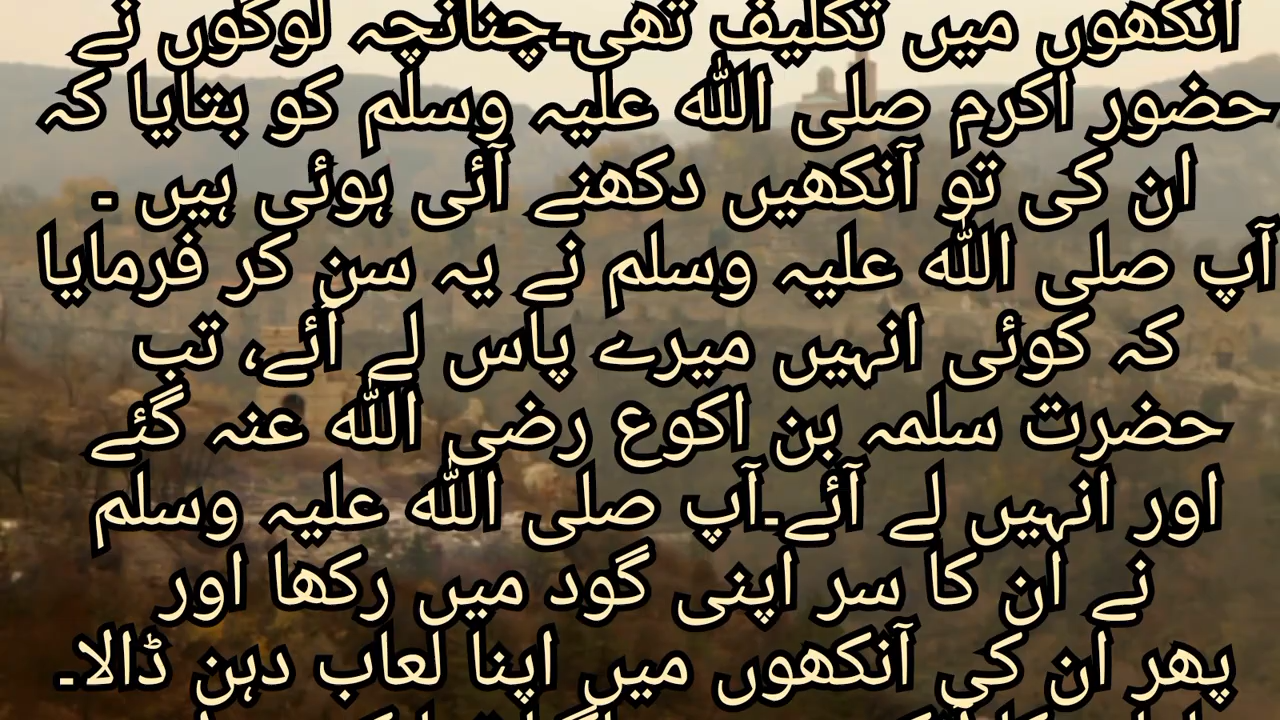 آنکھوں میں تکلیف تھی۔چنانچہ لوگوں نے
حضور اکرم صلی اللہ علیہ وسلم کو بتایا کہ
ان کی تو آنکھیں دکھنے آئی ہوئی ہیں ۔
آپ صلی اللہ علیہ وسلم نے یہ سن کر فرمایا
کہ کوئی انہیں میرے پاس لے آئے، تب
حضرت سلمہ بن اکوع رضی اللہ عنہ گئے
اور انہیں لے آئے۔آپ صلی اللہ علیہ وسلم
نے ان کا سر اپنی گود میں رکھا اور
پھر ان کی آنکھوں میں اپنا لعاب دہن ڈالا۔